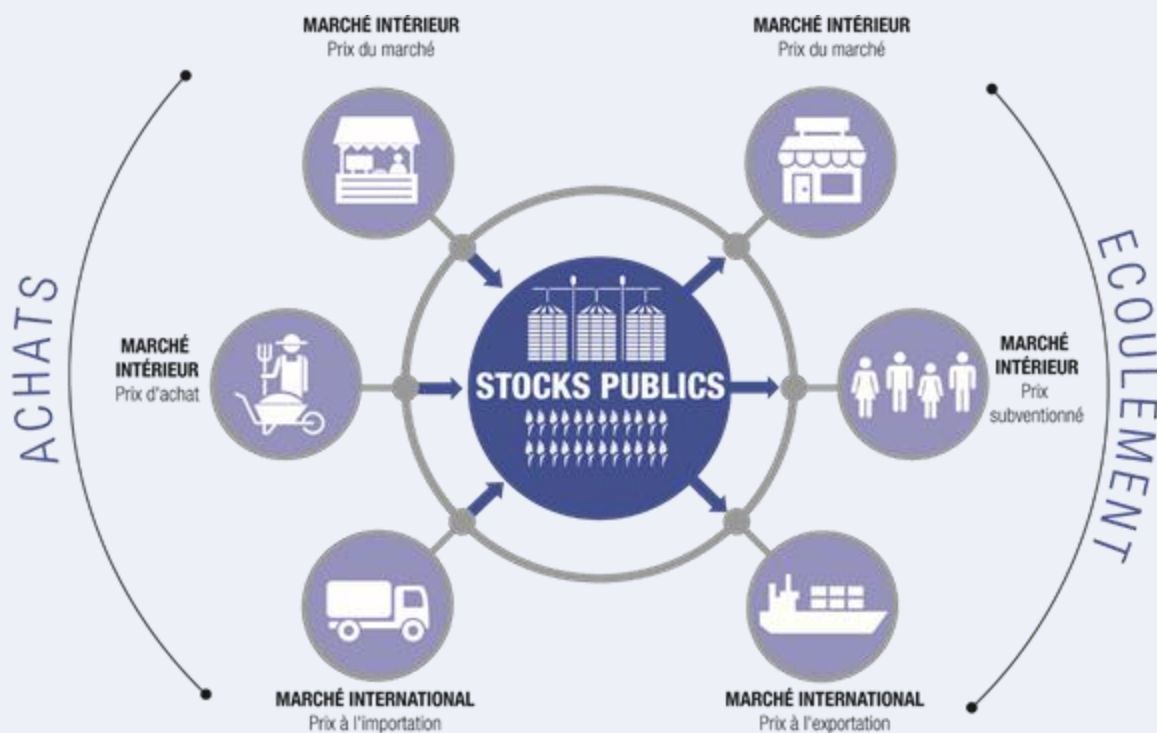 MARCHÉ INTÉRIEUR
Prix du marché
MARCHÉ INTÉRIEUR
Prix du marché
ACHATS
MARCHÉ
INTÉRIEUR
Prix d'achat
STOCKS PUBLICS
MARCHÉ
INTÉRIEUR
Prix
subventionné
ECOULEMENT
MARCHÉ INTERNATIONAL
Prix à l'importation
MARCHÉ INTERNATIONAL
Prix à l'exportation